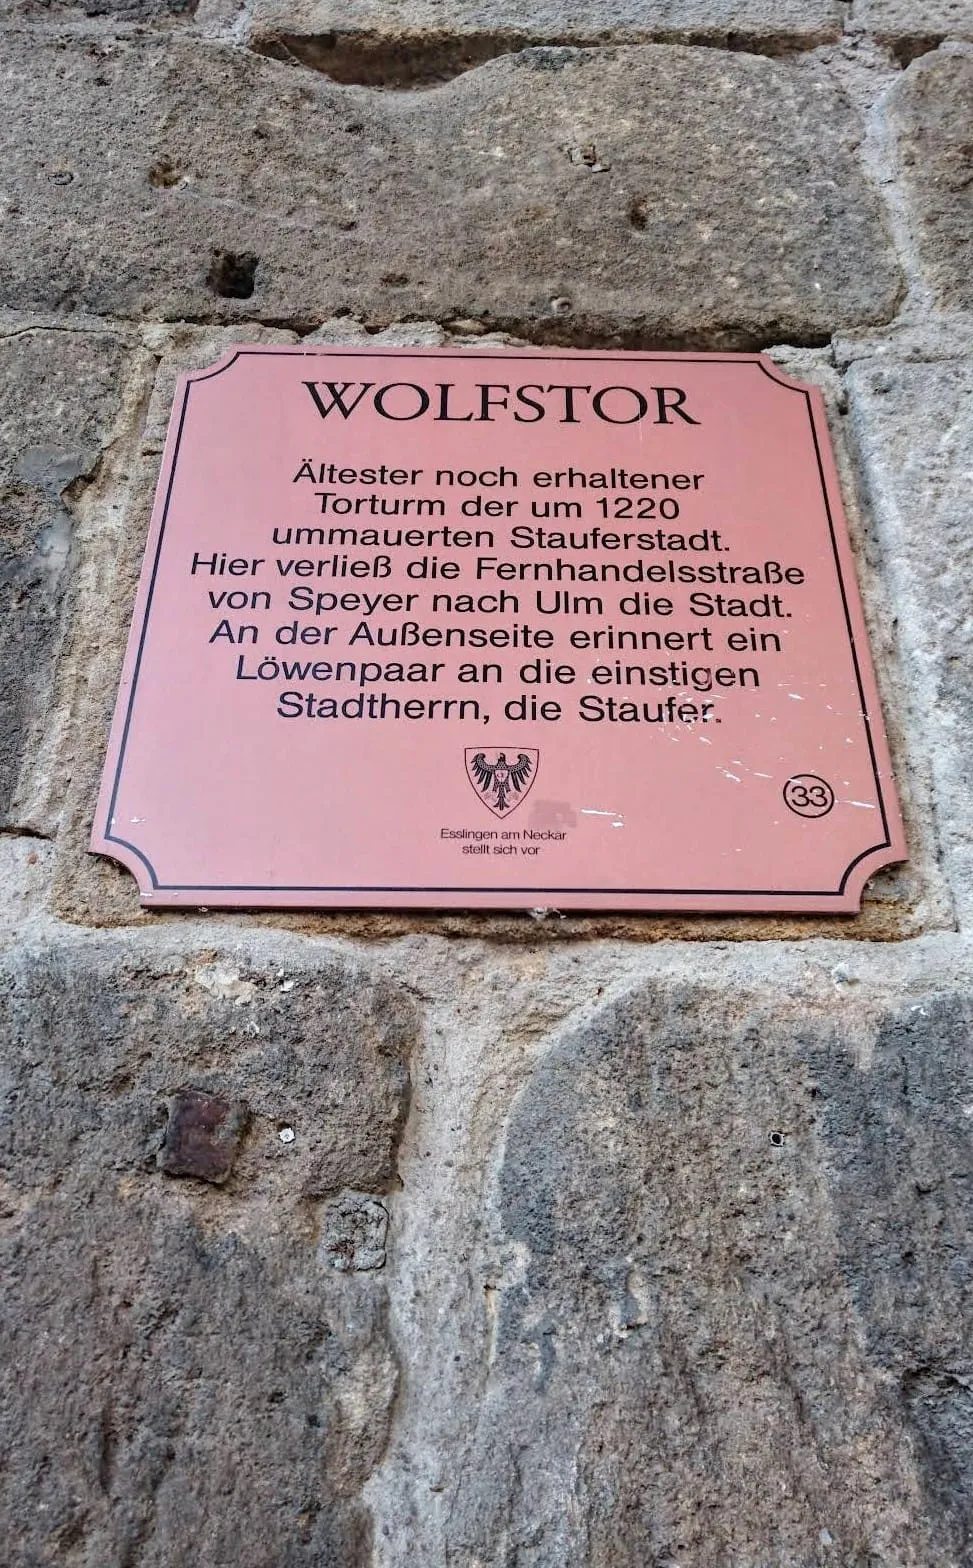 WOLFSTOR
Ältester noch erhaltener
Torturm der um 1220
ummauerten Stauferstadt.
Hier verließ die Fernhandelsstraße
von Speyer nach Ulm die Stadt.
An der Außenseite erinnert ein
Löwenpaar an die einstigen
Stadtherrn, die Staufer.
33
Esslingen am Neckar
stellt sich vor